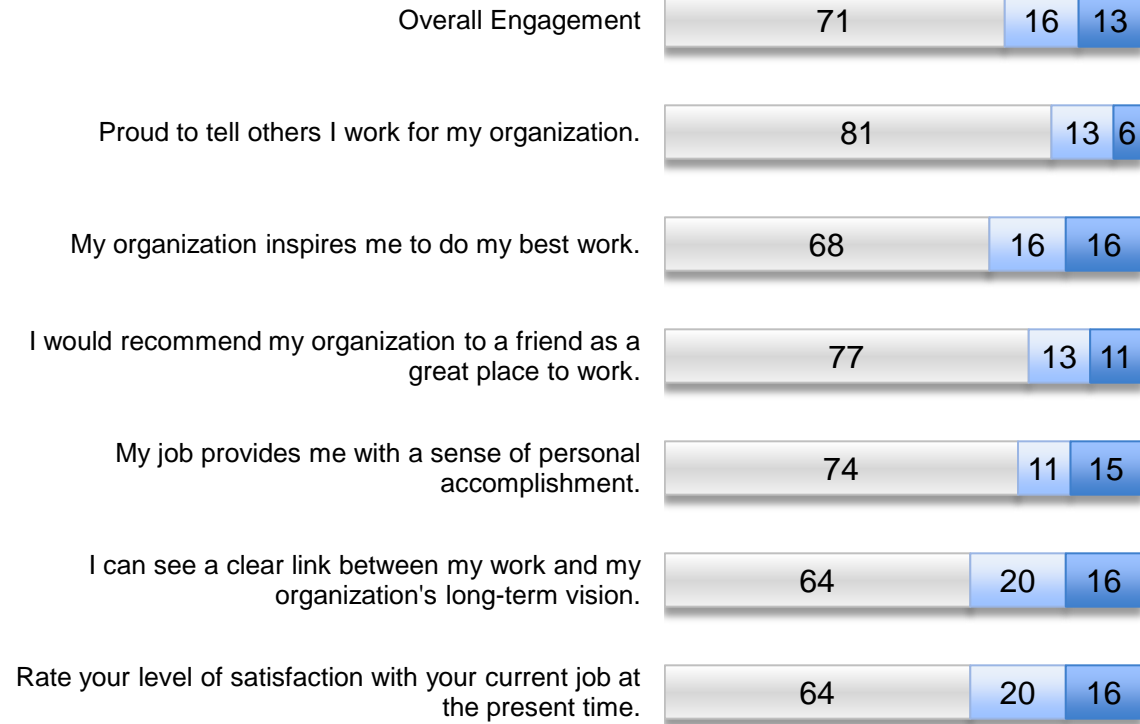 Overall Engagement 71 16 13
Proud to tell others I work for my organization. 81 13 6
My organization inspires me to do my best work. 68 16 16
I would recommend my organization to a friend as a
great place to work. 77 13 11
My job provides me with a sense of personal
accomplishment. 74 11 15
I can see a clear link between my work and my
organization's long-term vision. 64 20 16
Rate your level of satisfaction with your current job at
the present time. 64 20 16